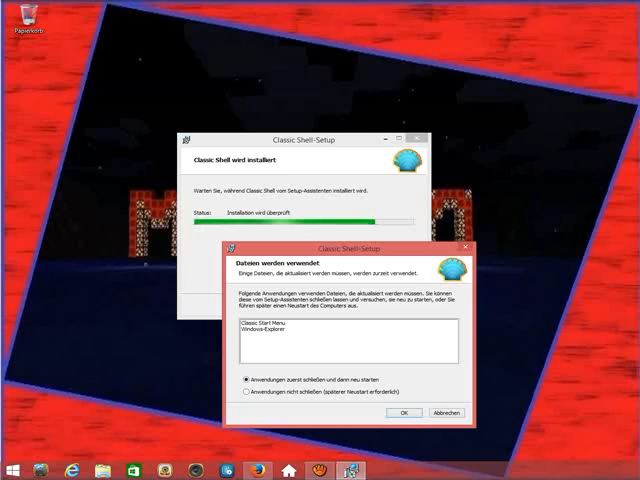 Papierkorb
Classic Shell-Setup
Classic Shell wird installiert
Warten Sie, während Classic Shell vom Setup-Assistenten installiert wird.
Status: Installation wird überprüft
Classic Shell-Setup
Dateien werden verwendet
Einige Dateien, die aktualisiert werden müssen, werden zurzeit verwendet.
Folgende Anwendungen verwenden Dateien, die aktualisiert werden müssen. Sie können
diese vom Setup-Assistenten schließen lassen und versuchen, sie neu zu starten, oder Sie
führen später einen Neustart des Computers aus.
Classic Start Menu
Windows-Explorer
Anwendungen zuerst schließen und dann neu starten
Anwendungen nicht schließen (späterer Neustart erforderlich)
OK Abbrechen